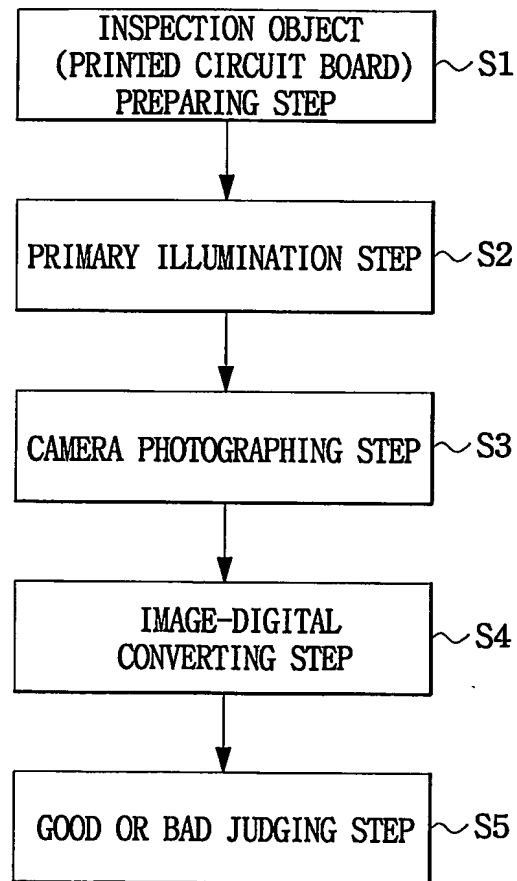 INSPECTION OBJECT
(PRINTED CIRCUIT BOARD)
PREPARING STEP
S1
PRIMARY ILLUMINATION STEP
S2
CAMERA PHOTOGRAPHING STEP
S3
IMAGE-DIGITAL
CONVERTING STEP
S4
GOOD OR BAD JUDGING STEP
S5